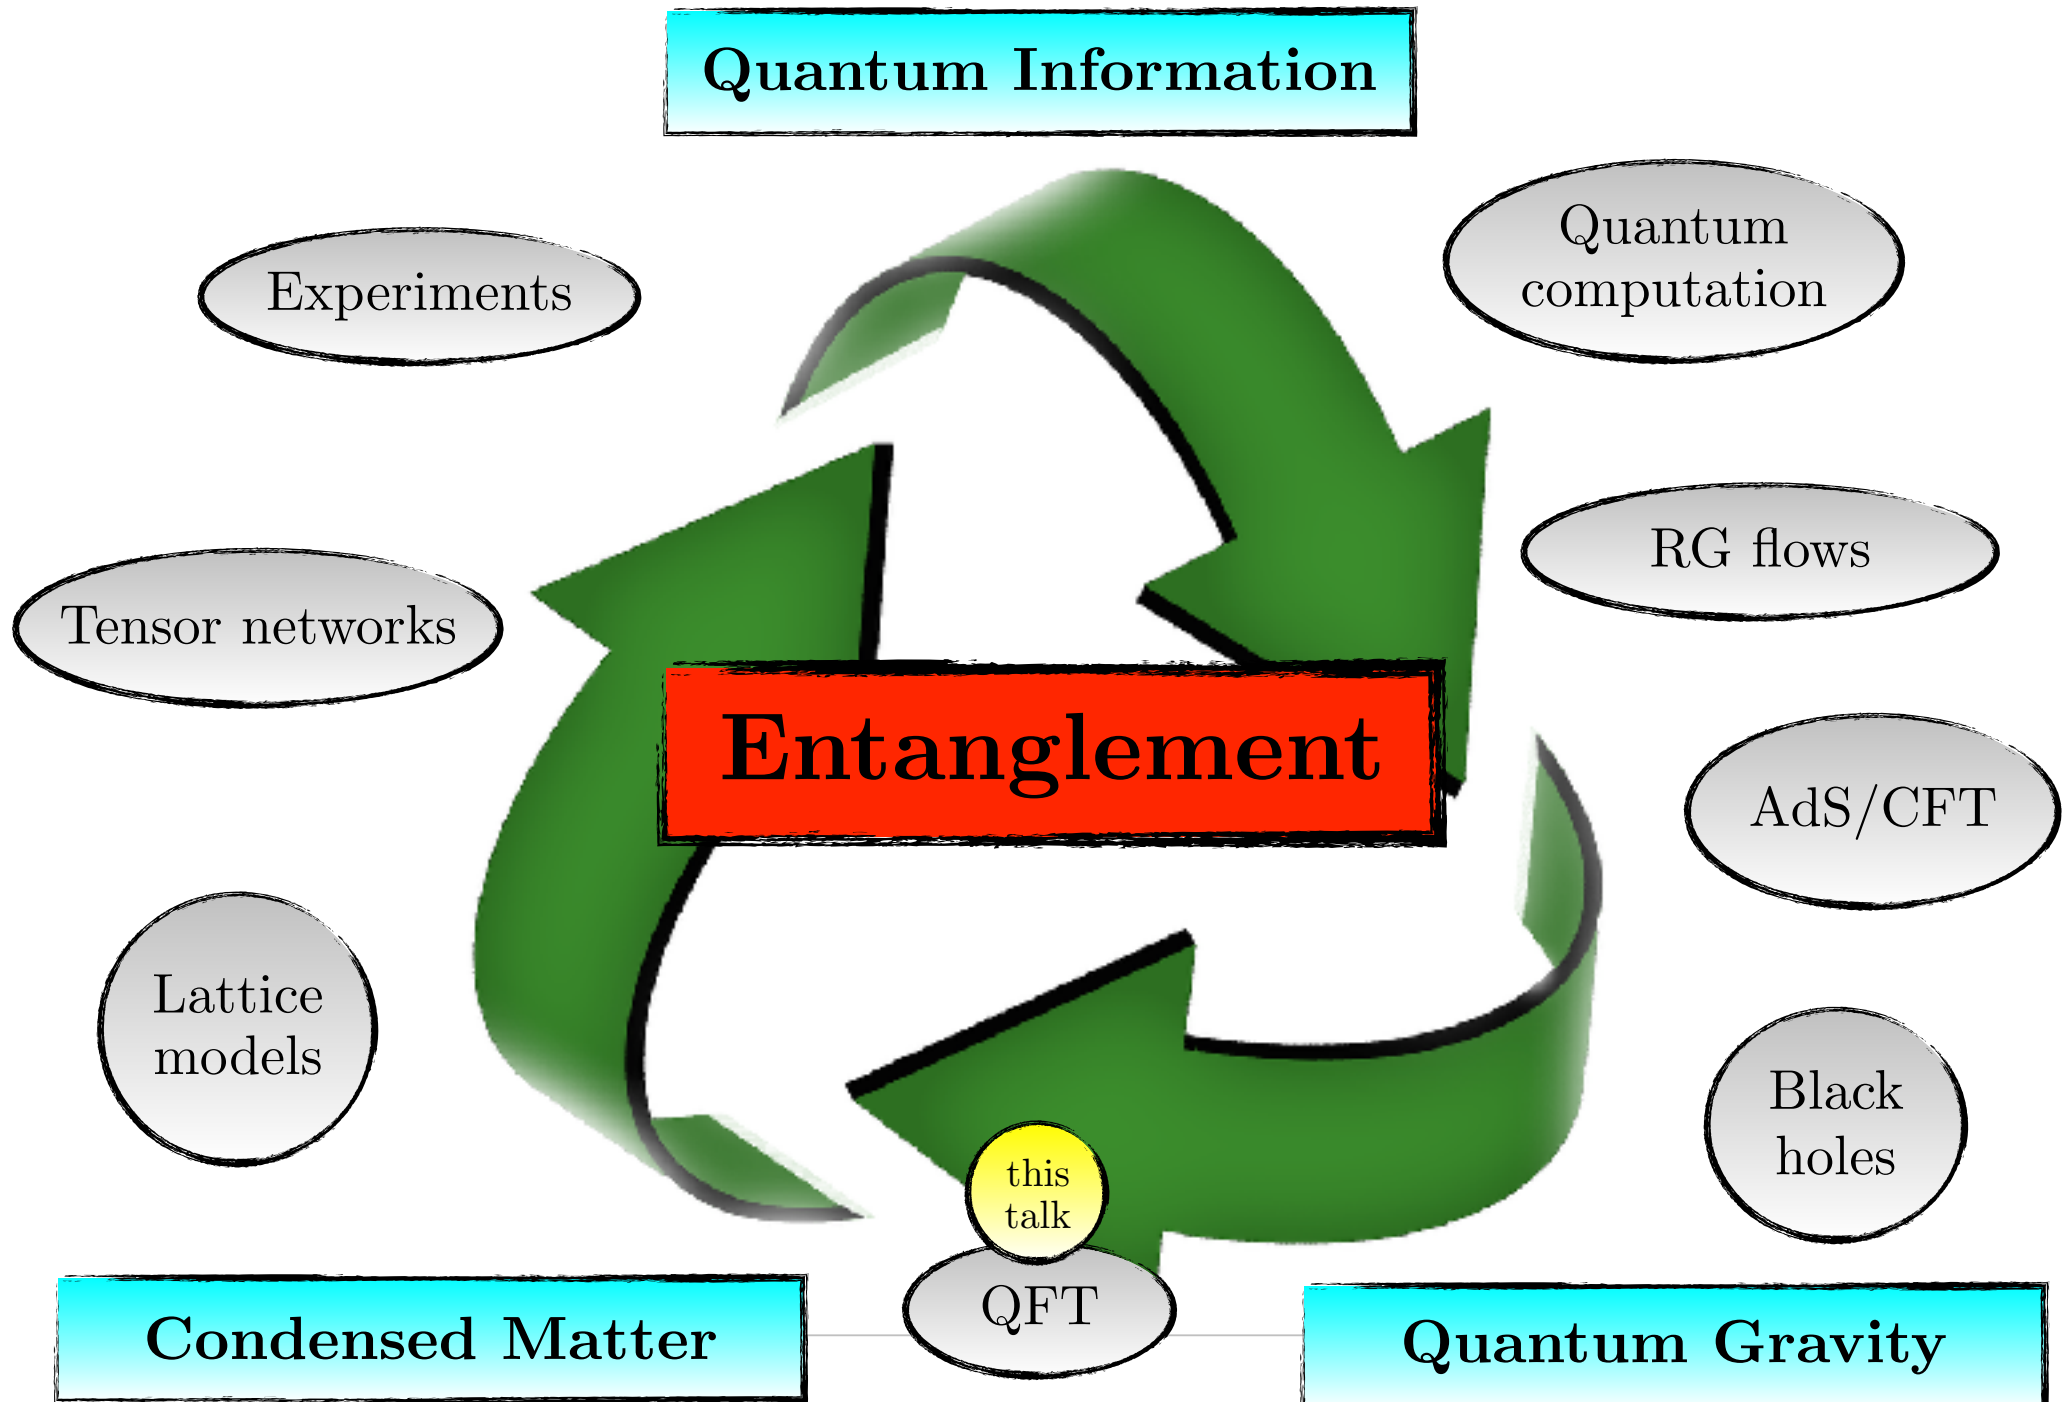 Quantum Information
Experiments
Quantum
computation
Tensor networks
RG flows
Entanglement
AdS/CFT
Lattice
models
Black
holes
this
talk
QFT
Condensed Matter
Quantum Gravity